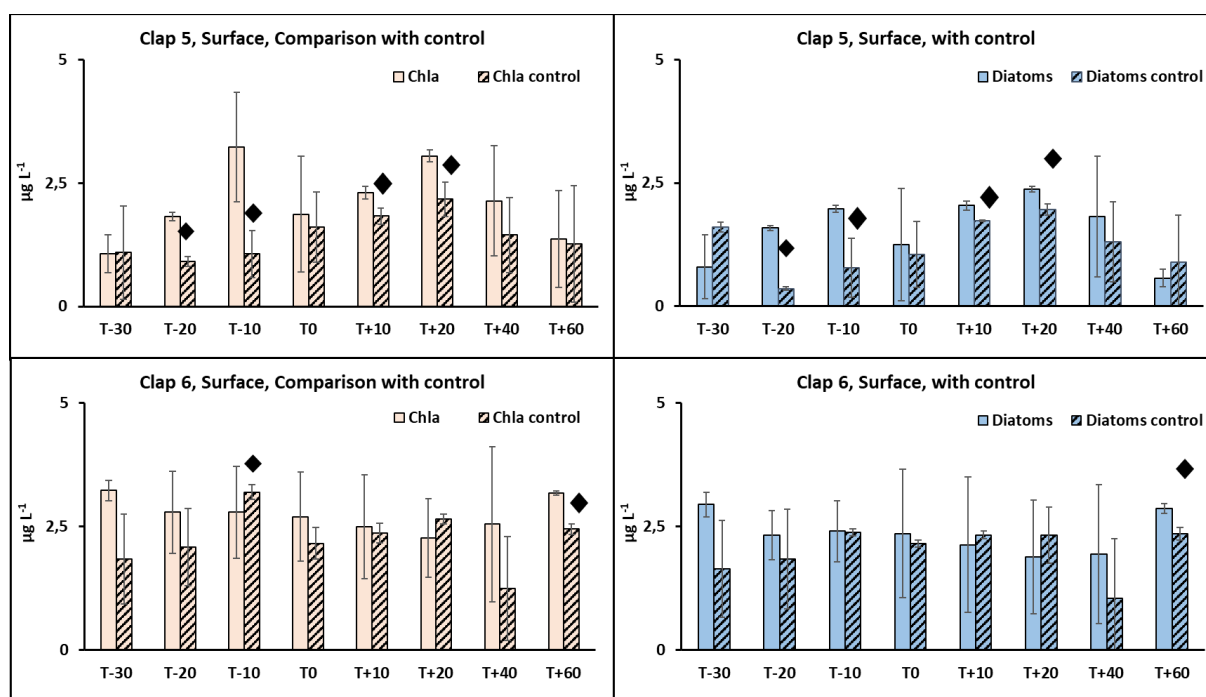 Clap 5, Surface, Comparison with control
5
Chla
Chla control
µg L-1
2,5
0
T-30 T-20 T-10 T0 T+10 T+20 T+40 T+60
Clap 5, Surface, with control
5
Diatoms
Diatoms control
µg L-1
2,5
0
T-30 T-20 T-10 T0 T+10 T+20 T+40 T+60
Clap 6, Surface, Comparison with control
5
Chla
Chla control
µg L-1
2,5
0
T-30 T-20 T-10 T0 T+10 T+20 T+40 T+60
Clap 6, Surface, with control
5
Diatoms
Diatoms control
µg L-1
2,5
0
T-30 T-20 T-10 T0 T+10 T+20 T+40 T+60